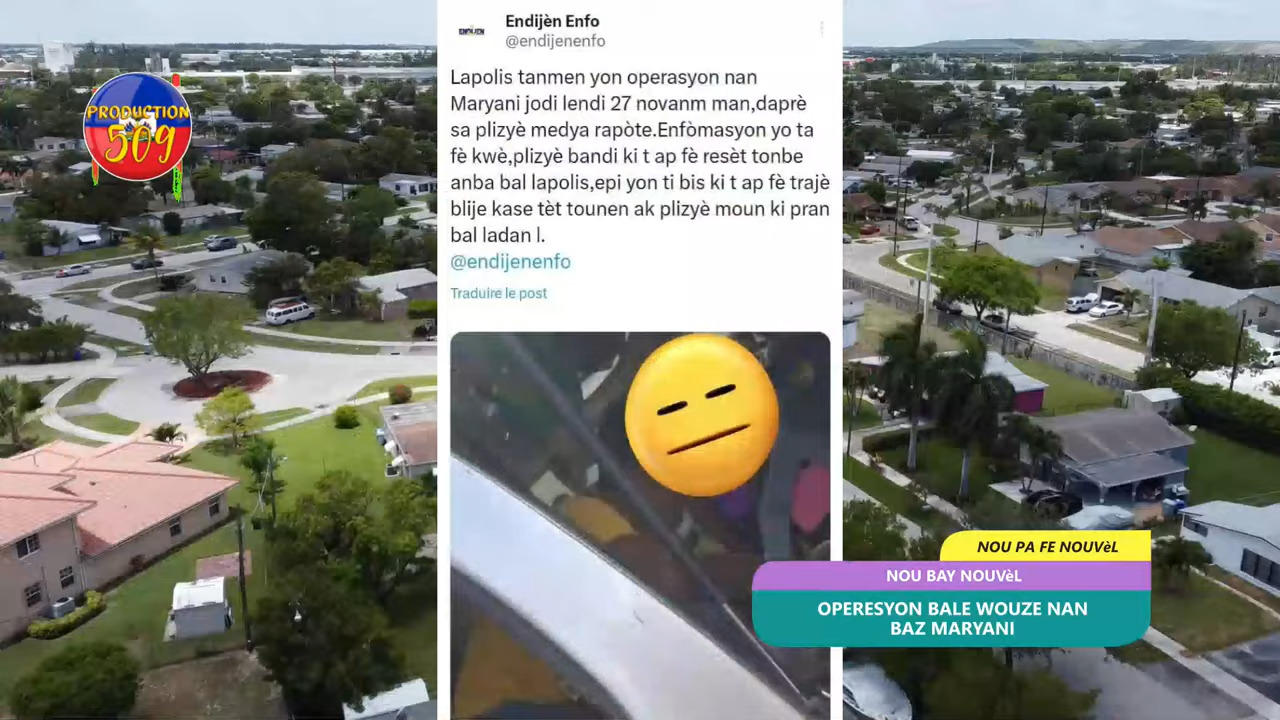 PRODUCTION
509
Endijèn Enfo
@endijenenfo
ENDIJEN
Lapolis tanmen yon operasyon nan
Maryani jodi lendi 27 novanm man,daprè
sa plizyè medya rapòte.Enfòmasyon yo ta
fè kwè,plizyè bandi ki t ap fè resèt tonbe
anba bal lapolis,epi yon ti bis ki t ap fè trajè
blije kase tèt tounen ak plizyè moun ki pran
bal ladan l.
@endijenenfo
Traduire le post
NOU PA FE NOUVèL
NOU BAY NOUVèL
OPERESYON BALE WOUZE NAN
BAZ MARYANI